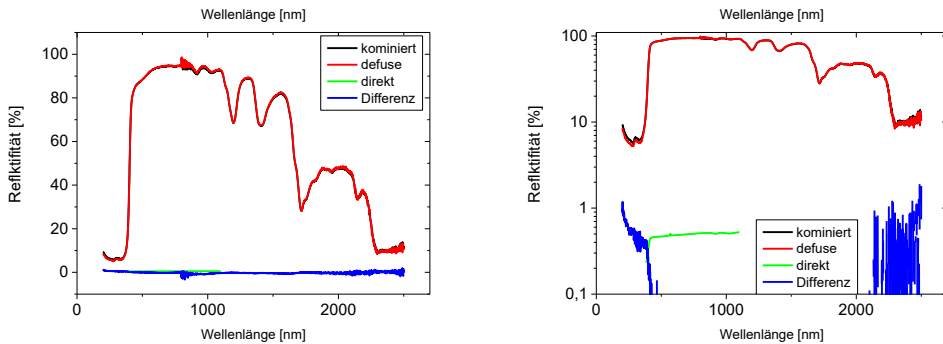 Wellenlänge [nm]
110
100
80
60
40
20
0
Reflktifität [%]
kominiert
defuse
direkt
Differenz
0
1000
2000
Wellenlänge [nm]
Wellenlänge [nm]
100
10
1
0,1
Reflktifität [%]
kominiert
defuse
direkt
Differenz
0
1000
2000
Wellenlänge [nm]